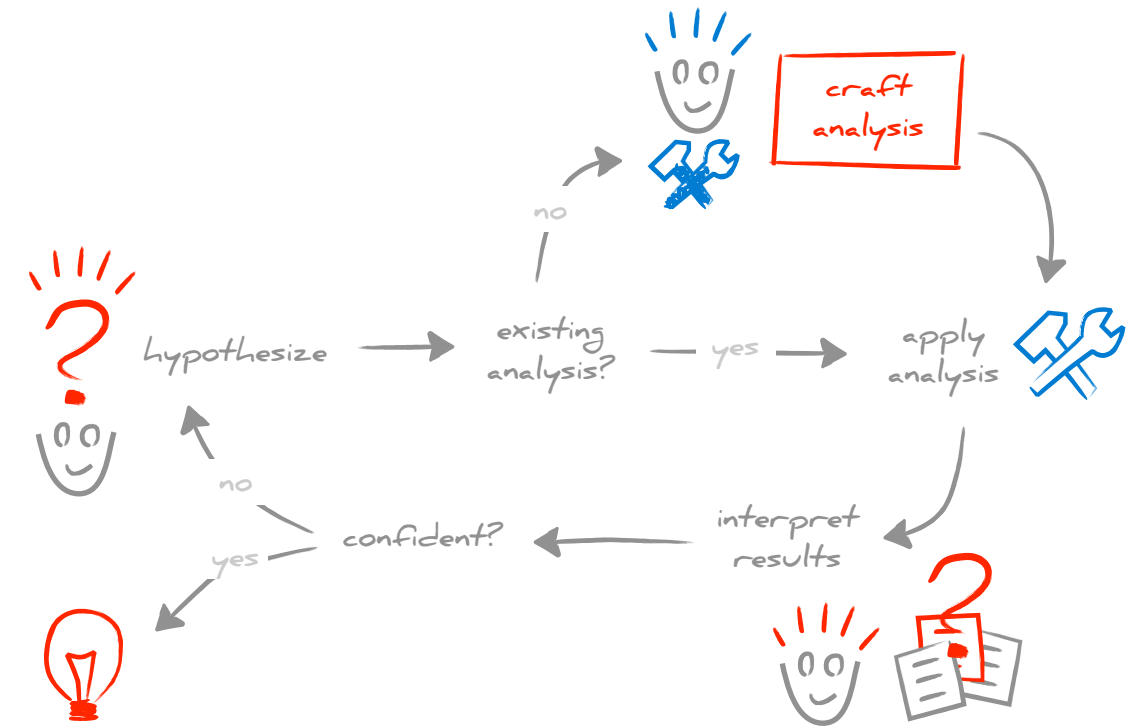 craft
analysis
no
hypothesize
existing
analysis?
yes
apply
analysis
no
yes
confident?
interpret
results